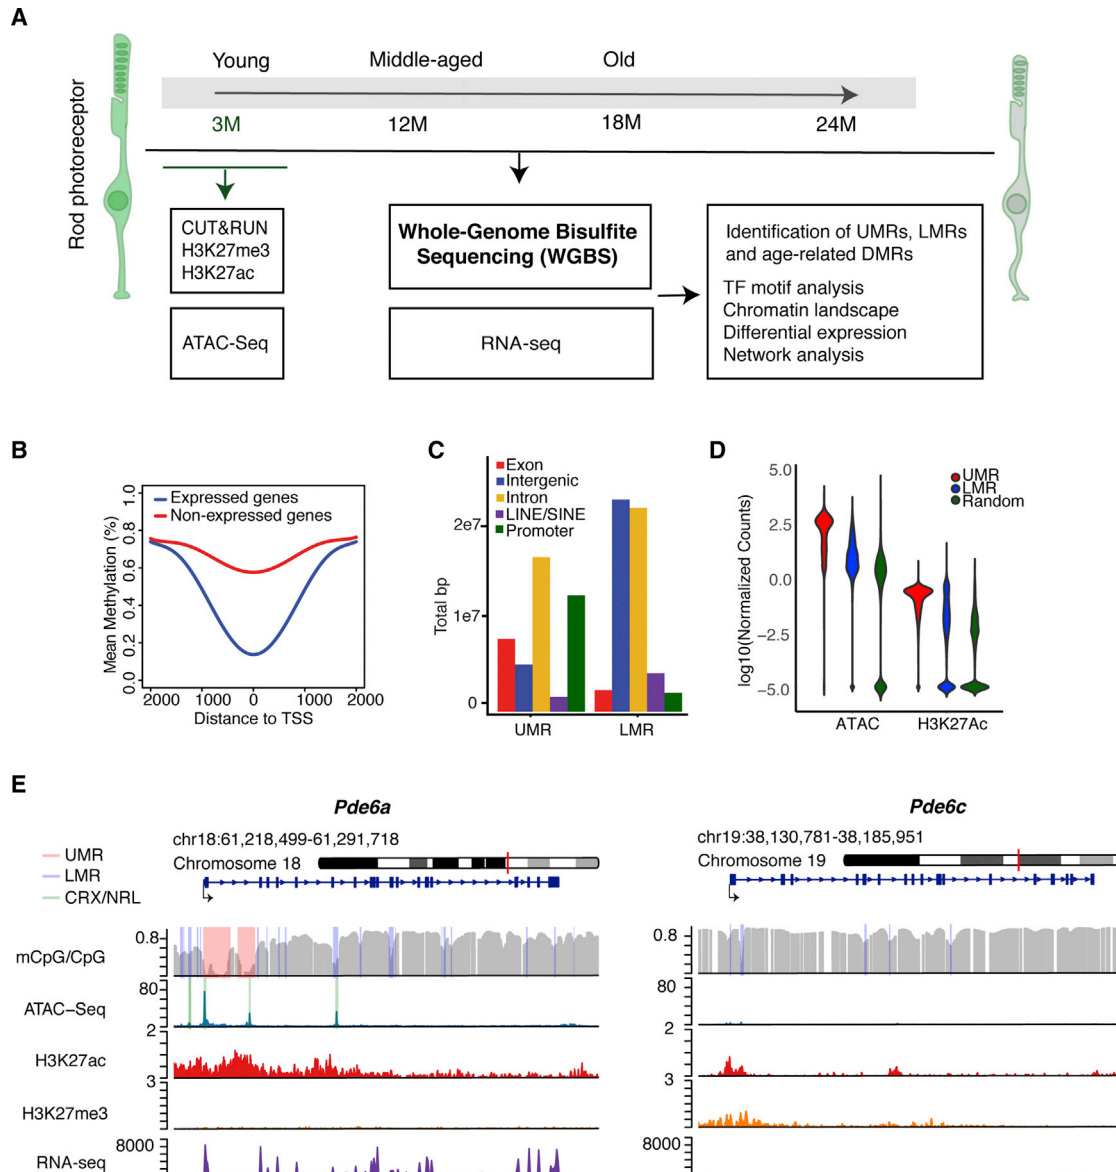 A
Rod photoreceptor
Young Middle-aged Old
3M 12M 18M 24M
CUT&RUN
H3K27me3
H3K27ac
ATAC-Seq
Whole-Genome Bisulfite
Sequencing (WGBS)
RNA-seq
Identification of UMRs, LMRs
and age-related DMRs
TF motif analysis
Chromatin landscape
Differential expression
Network analysis
B
Mean Methylation (%)
1.0
0.8
0.6
0.4
0.2
0.0
Expressed genes
Non-expressed genes
2000 1000 0 1000 2000
Distance to TSS
C
Exon
Intergenic
Intron
LINE/SINE
Promoter
Total bp
2e7
1e7
0
UMR LMR
D
log10(Normalized Counts)
5.0
2.5
0.0
−2.5
−5.0
UMR
LMR
Random
ATAC H3K27Ac
E
Pde6a
chr18:61,218,499-61,291,718
Chromosome 18
UMR
LMR
CRX/NRL
mCpG/CpG
0.8
ATAC–Seq
80
H3K27ac
2
H3K27me3
3
RNA-seq
8000
Pde6c
chr19:38,130,781-38,185,951
Chromosome 19
0.8
80
2
3
8000